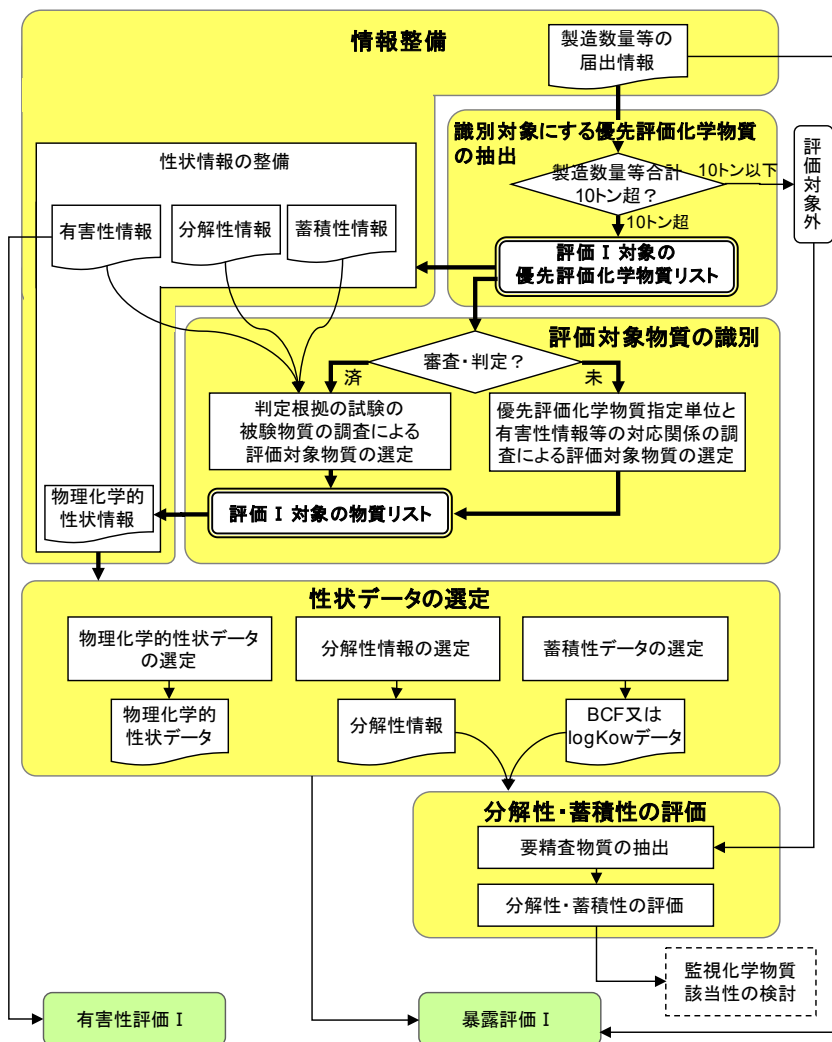 情報整備
製造数量等の
届出情報
識別対象にする優先評価化学物質
の抽出
製造数量等合計
10トン超？
10トン以下
評価対象外
10トン超
評価Ⅰ対象の
優先評価化学物質リスト
性状情報の整備
有害性情報
分解性情報
蓄積性情報
評価対象物質の識別
審査・判定？
済
未
判定根拠の試験の
被験物質の調査による
評価対象物質の選定
優先評価化学物質指定単位と
有害性情報等の対応関係の調
査による評価対象物質の選定
評価Ⅰ対象の物質リスト
物理化学的
性状情報
性状データの選定
物理化学的性状データ
の選定
分解性情報の選定
蓄積性データの選定
物理化学的
性状データ
分解性情報
BCF又は
logKowデータ
分解性・蓄積性の評価
要精査物質の抽出
分解性・蓄積性の評価
監視化学物質
該当性の検討
有害性評価Ⅰ
暴露評価Ⅰ